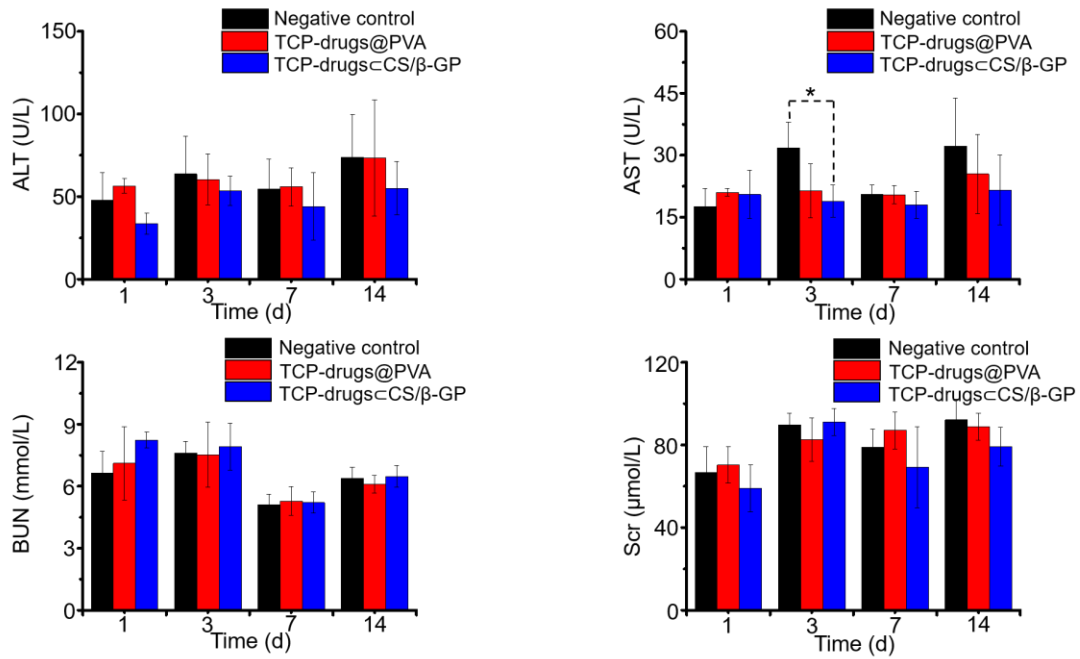 Negative control
TCP-drugs@PVA
TCP-drugs⊂CS/β-GP
ALT (U/L)
150
100
50
0
1 3 7 14
Time (d)
Negative control
TCP-drugs@PVA
TCP-drugs⊂CS/β-GP
AST (U/L)
60
45
30
15
0
*
1 3 7 14
Time (d)
Negative control
TCP-drugs@PVA
TCP-drugs⊂CS/β-GP
BUN (mmol/L)
12
9
6
3
0
1 3 7 14
Time (d)
Negative control
TCP-drugs@PVA
TCP-drugs⊂CS/β-GP
Scr (μmol/L)
120
80
40
0
1 3 7 14
Time (d)